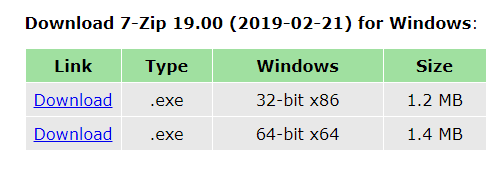 Download 7-Zip 19.00 (2019-02-21) for Windows:
Link Type Windows Size
Download .exe 32-bit x86 1.2 MB
Download .exe 64-bit x64 1.4 MB